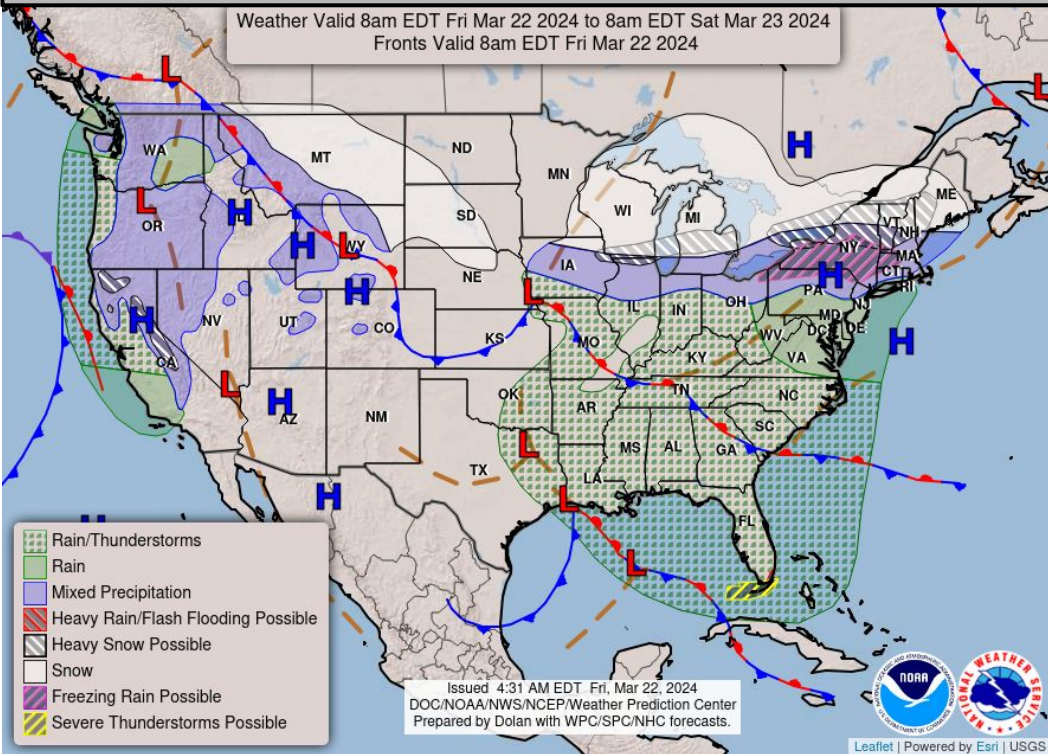 Weather Valid 8am EDT Fri Mar 22 2024 to 8am EDT Sat Mar 23 2024
Fronts Valid 8am EDT Fri Mar 22 2024
L
L
H
WA
MT
ND
MN
ME
VT
NH
WI
MI
L
OR
H
SD
NY
MA
CT
RI
H
L
WY
IA
H
PA
NJ
NE
H
L
IL
IN
OH
MD
DE
DC
WV
H
NV
UT
CO
KS
MO
KY
VA
H
CA
L
H
AZ
NM
OK
AR
TN
NC
SC
MS
AL
GA
L
TX
LA
H
L
FL
L
H
Rain/Thunderstorms
Rain
Mixed Precipitation
Heavy Rain/Flash Flooding Possible
Heavy Snow Possible
Snow
Freezing Rain Possible
Severe Thunderstorms Possible
Issued 4:31 AM EDT Fri, Mar 22, 2024
DOC/NOAA/NWS/NCEP/Weather Prediction Center
Prepared by Dolan with WPC/SPC/NHC forecasts.
NOAA
NATIONAL WEATHER SERVICE
Leaflet | Powered by Esri | USGS